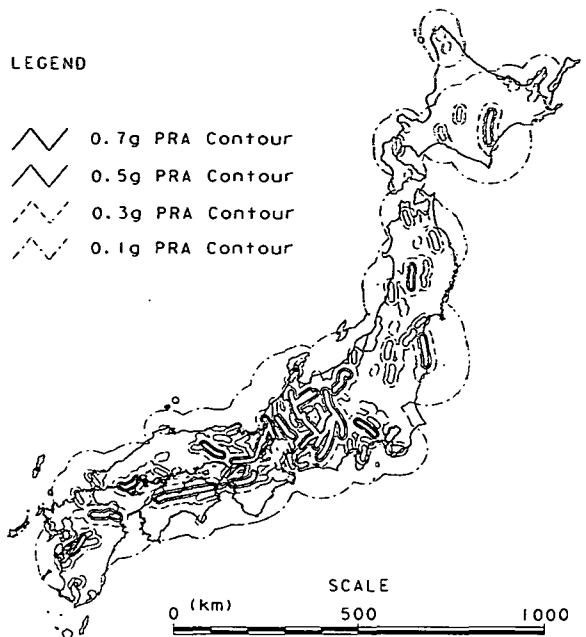 LEGEND
0.7g PRA Contour
0.5g PRA Contour
0.3g PRA Contour
0.1g PRA Contour
SCALE
0 (km) 500 1000